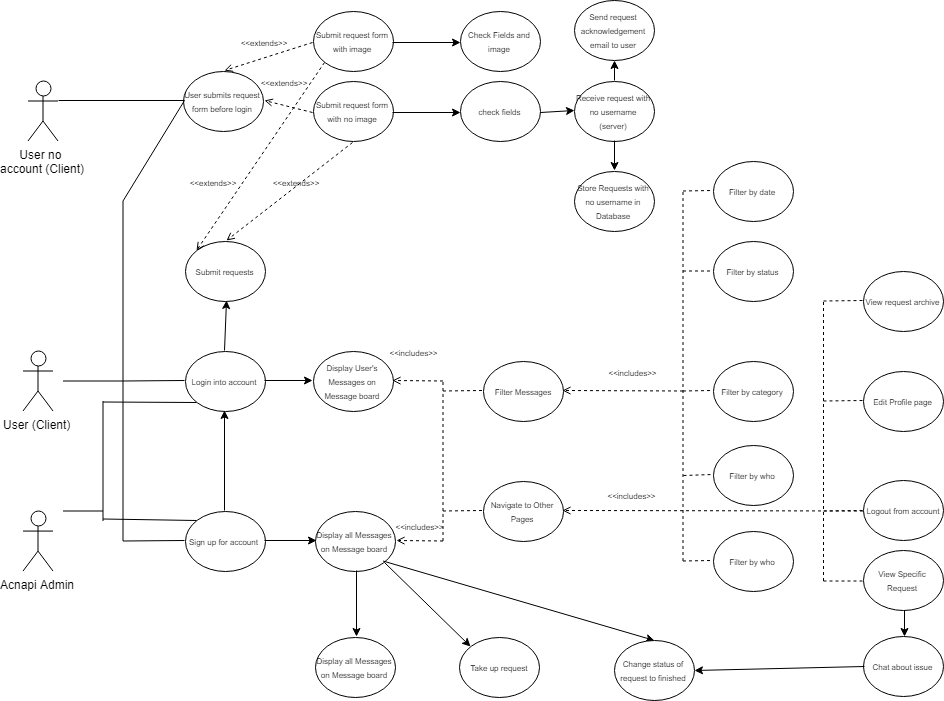 Send request
acknowledgement
email to user
Submit request form
with image
Check Fields and
image
<<extends>>
<<extends>>
User submits request
form before login
Submit request form
with no image
check fields
Receive request with
no username
(server)
User no
account (Client)
<<extends>>
<<extends>>
Store Requests with
no username in
Database
Filter by date
Submit requests
Filter by status
View request archive
<<includes>>
Login into account
Display User's
Messages on
Message board
<<includes>>
Filter Messages
Filter by category
Edit Profile page
User (Client)
Filter by who
<<includes>>
Navigate to Other
Pages
Logout from account
<<includes>>
Sign up for account
Display all Messages
on Message board
Filter by who
View Specific
Request
Acnapi Admin
Display all Messages
on Message board
Take up request
Change status of
request to finished
Chat about issue